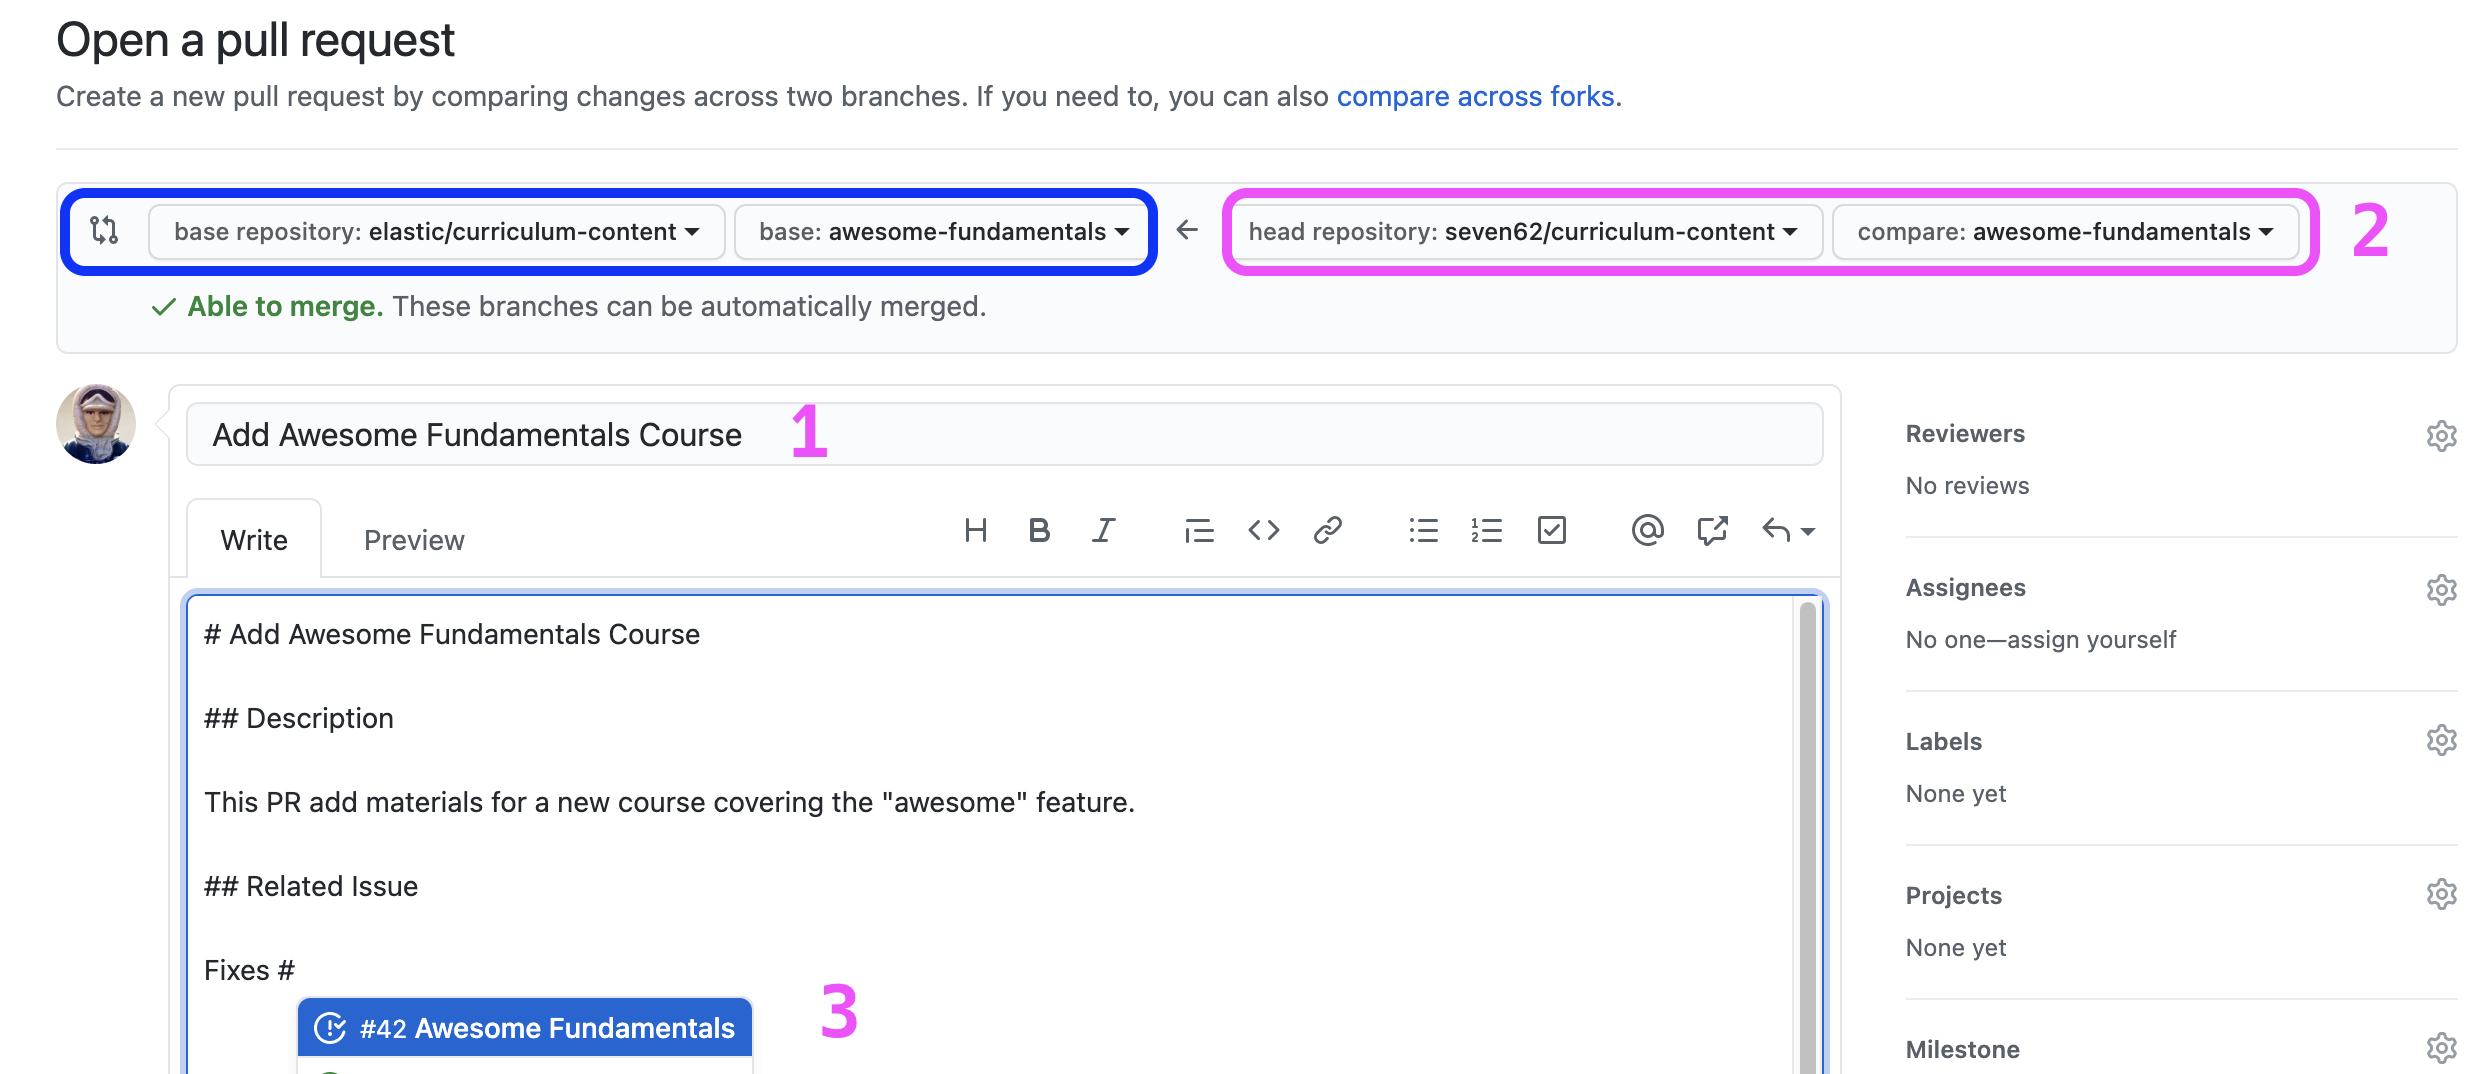 Open a pull request
Create a new pull request by comparing changes across two branches. If you need to, you can also compare across forks.
base repository: elastic/curriculum-content base: awesome-fundamentals ← head repository: seven62/curriculum-content compare: awesome-fundamentals 2
Able to merge. These branches can be automatically merged.
Add Awesome Fundamentals Course 1
Write Preview
# Add Awesome Fundamentals Course
## Description
This PR add materials for a new course covering the "awesome" feature.
## Related Issue
Fixes #
#42 Awesome Fundamentals 3
Reviewers
No reviews
Assignees
No one—assign yourself
Labels
None yet
Projects
None yet
Milestone